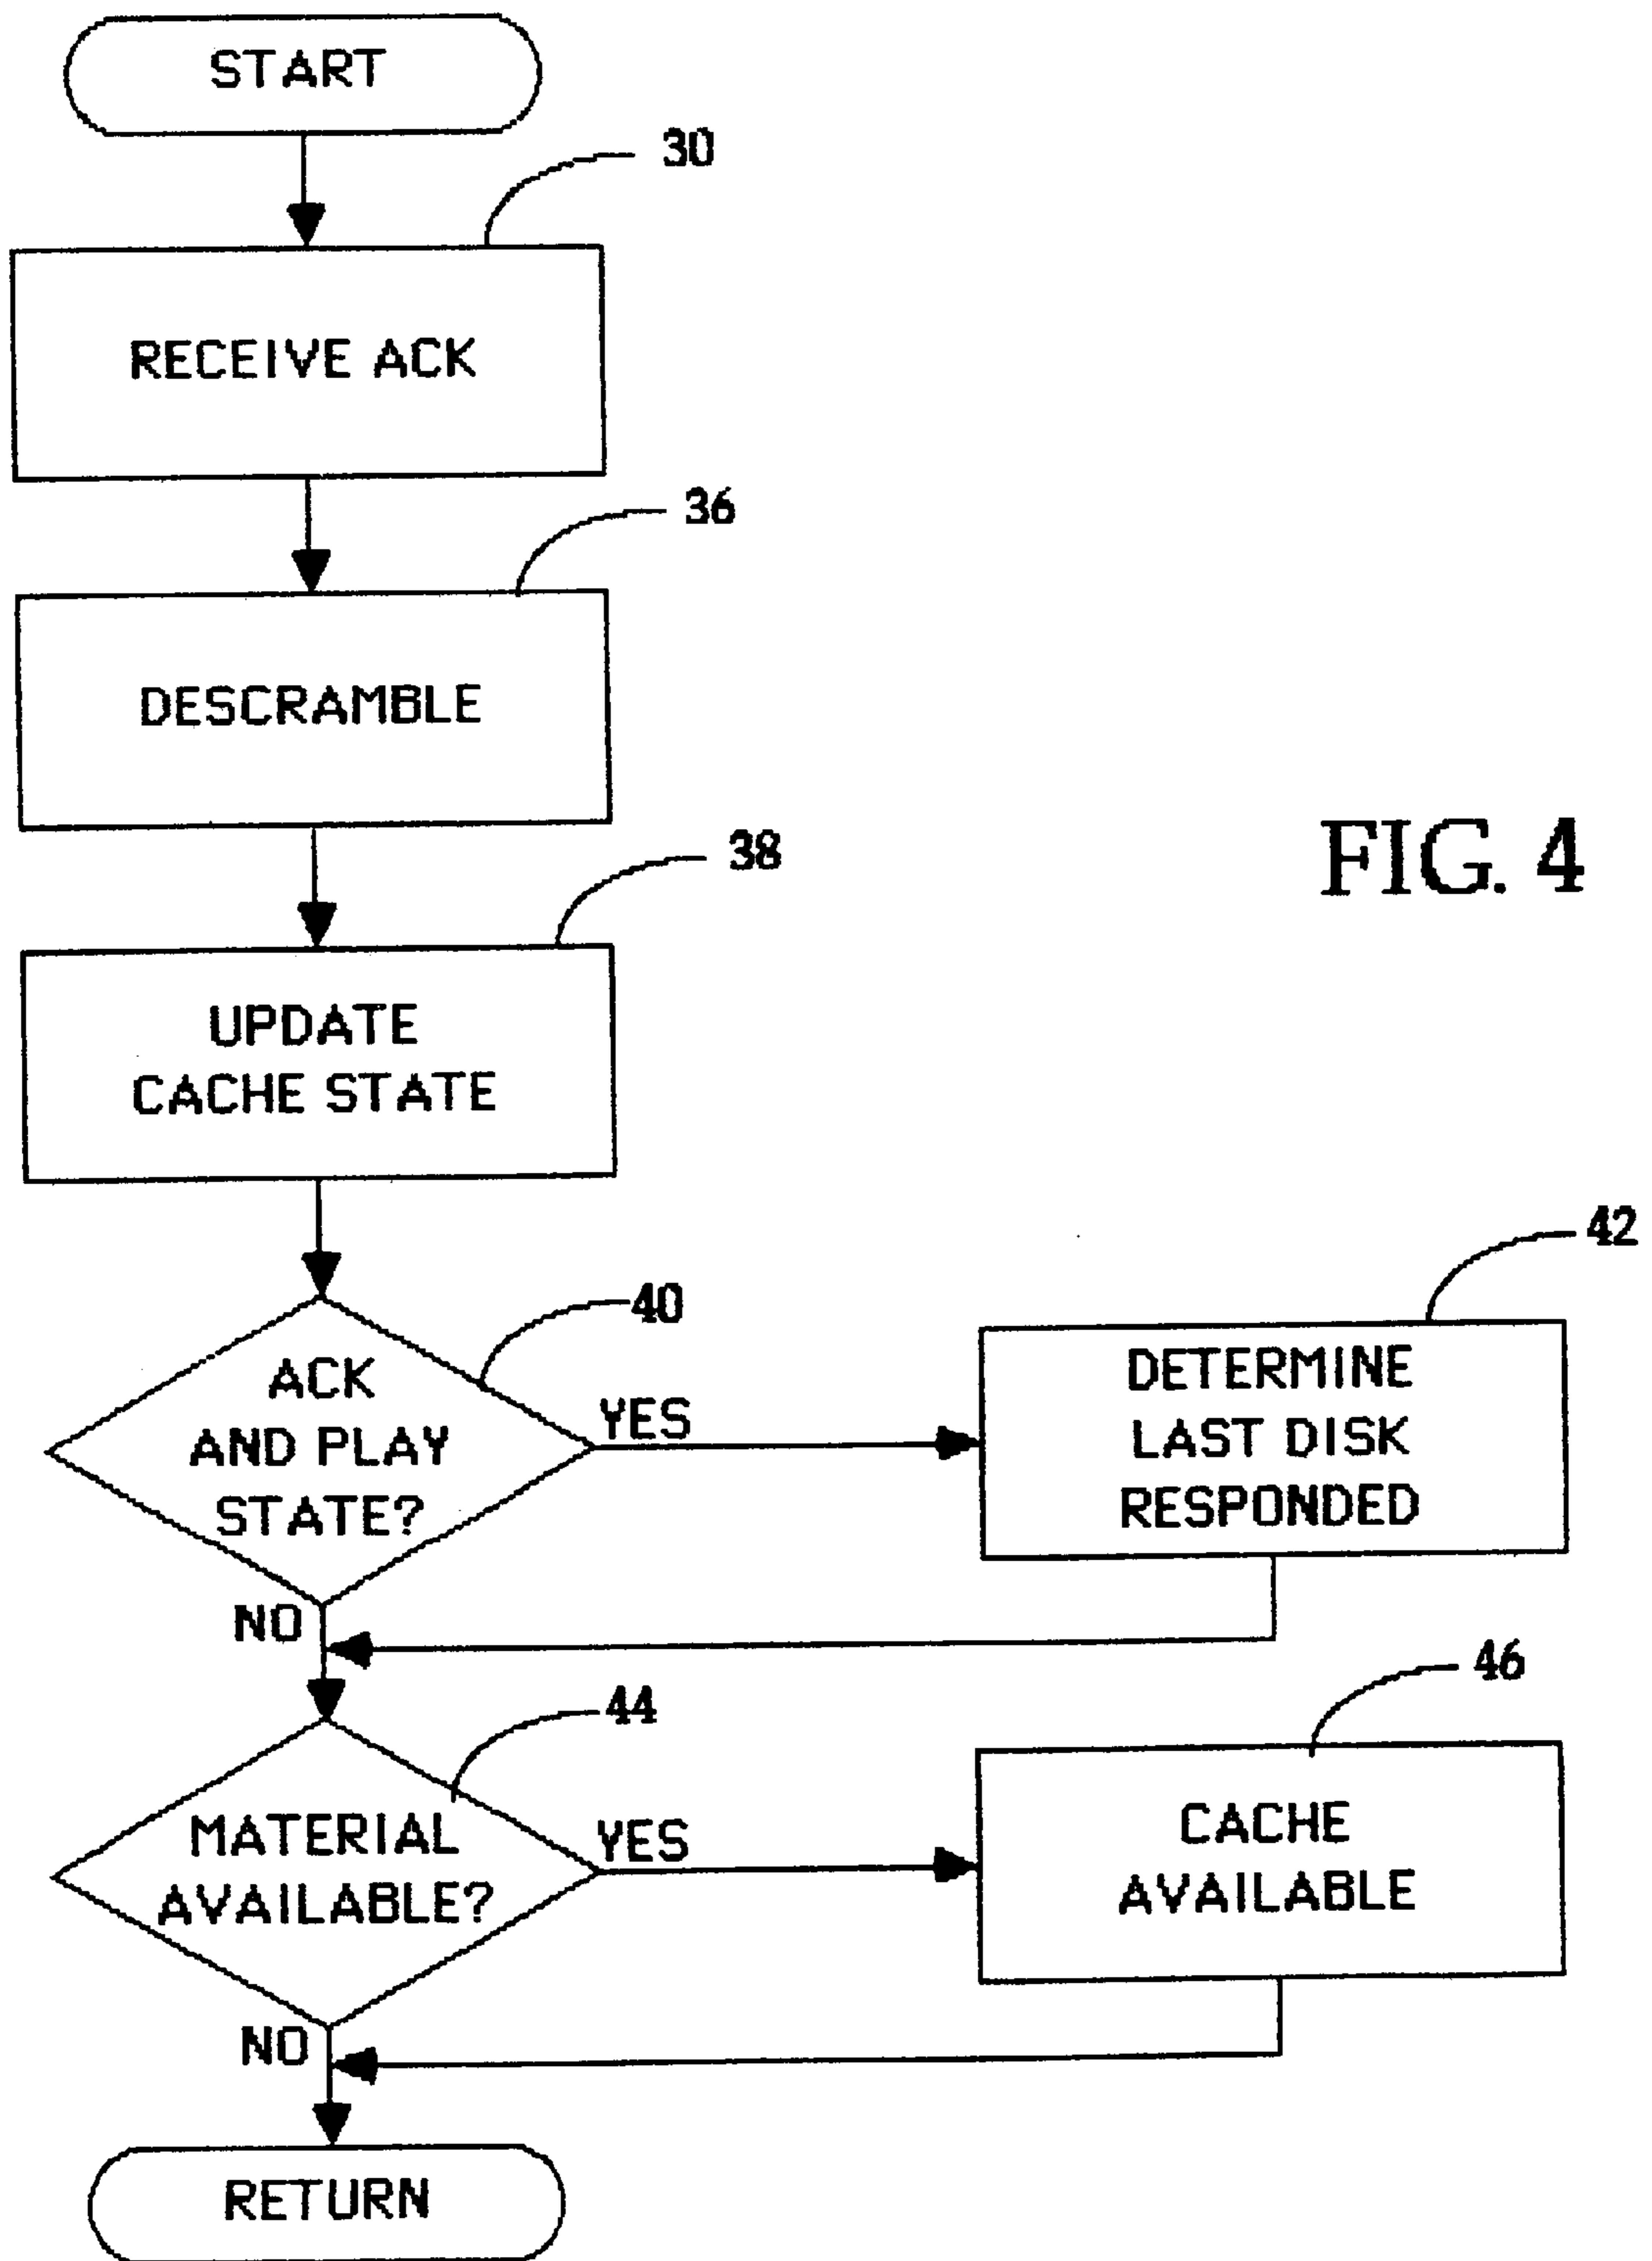 START
30
RECEIVE ACK
36
DESCRAMBLE
38
FIG. 4
UPDATE
CACHE STATE
40
42
ACK
AND PLAY
STATE?
YES
DETERMINE
LAST DISK
RESPONDED
NO
44
46
MATERIAL
AVAILABLE?
YES
CACHE
AVAILABLE
NO
RETURN